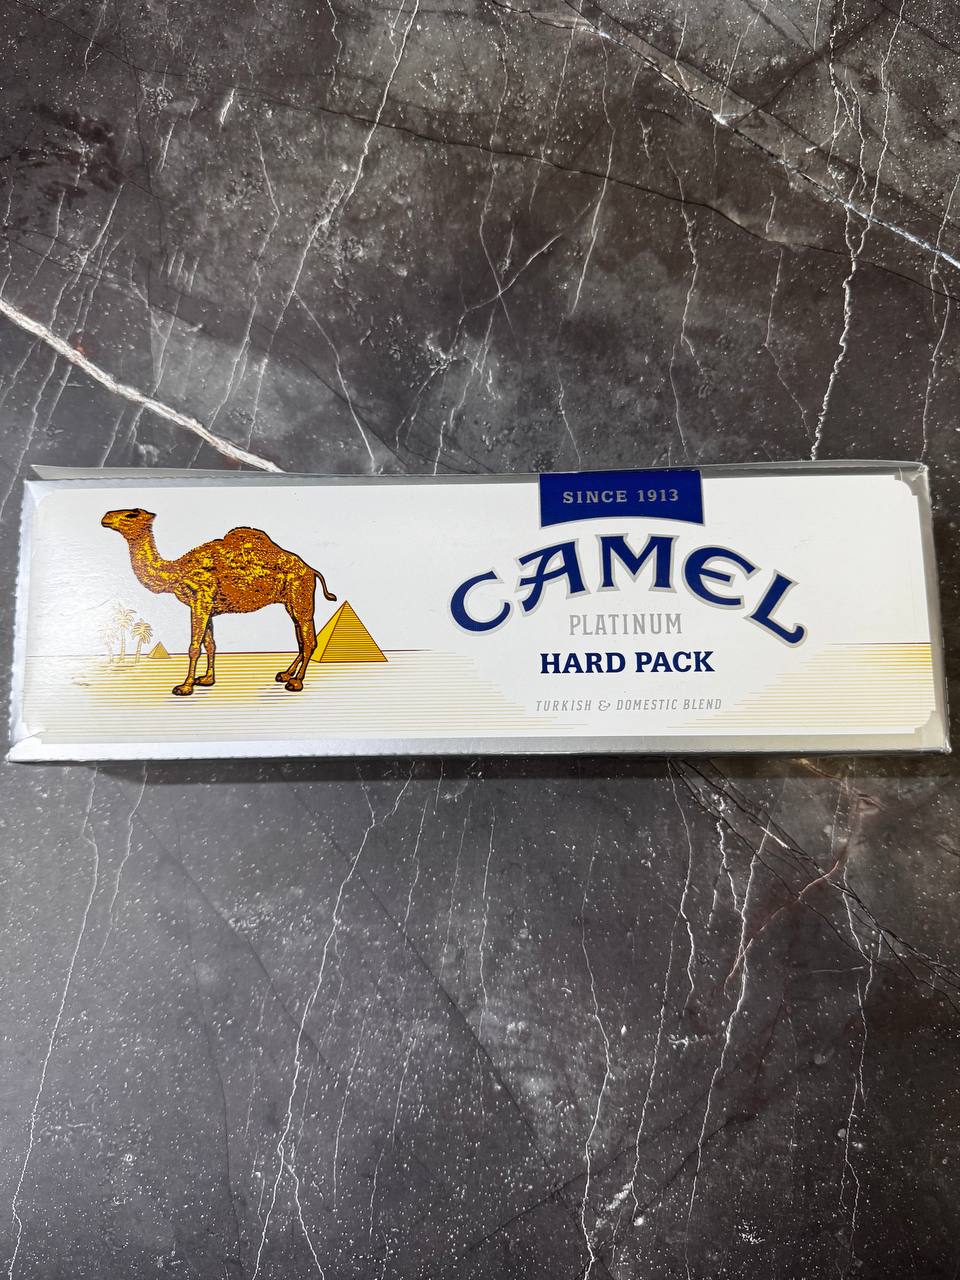 SINCE 1913
CAMEL
PLATINUM
HARD PACK
TURKISH & DOMESTIC BLEND